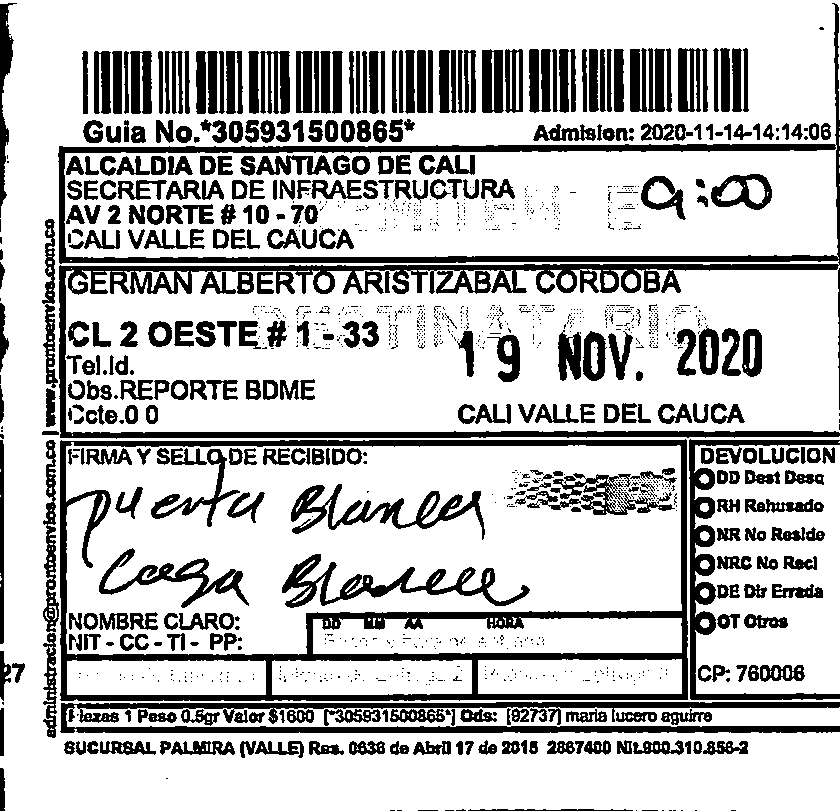 Guia No.*305931500865*
Admision: 2020-11-14-14:14:06
ALCALDIA DE SANTIAGO DE CALI
SECRETARIA DE INFRAESTRUCTURA
AV 2 NORTE # 10 - 70
CALI VALLE DEL CAUCA
9:00
GERMAN ALBERTO ARISTIZABAL CORDOBA
DESTINATARIO
CL 2 OESTE # 1 - 33
Tel.Id.
Obs.REPORTE BDME
Ccte.0 0
19 NOV. 2020
CALI VALLE DEL CAUCA
FIRMA Y SELLO DE RECIBIDO:
puerta Blanca
Casa Blanca
NOMBRE CLARO:
NIT - CC - TI - PP:
DD MM AA HORA
DEVOLUCION
DD Dest Desq
RH Rehusado
NR No Reside
NRC No Recl
DE Dir Errada
OT Otros
CP: 760006
27
administracion@prontoenvios.com.co | www.prontoenvios.com.co
Piezas 1 Peso 0.5gr Valor $1600 [*305931500865*] Ods: [92737] maria lucero aguirre
SUCURSAL PALMIRA (VALLE) Res. 0636 de Abril 17 de 2015 2867400 Nit.900.310.856-2